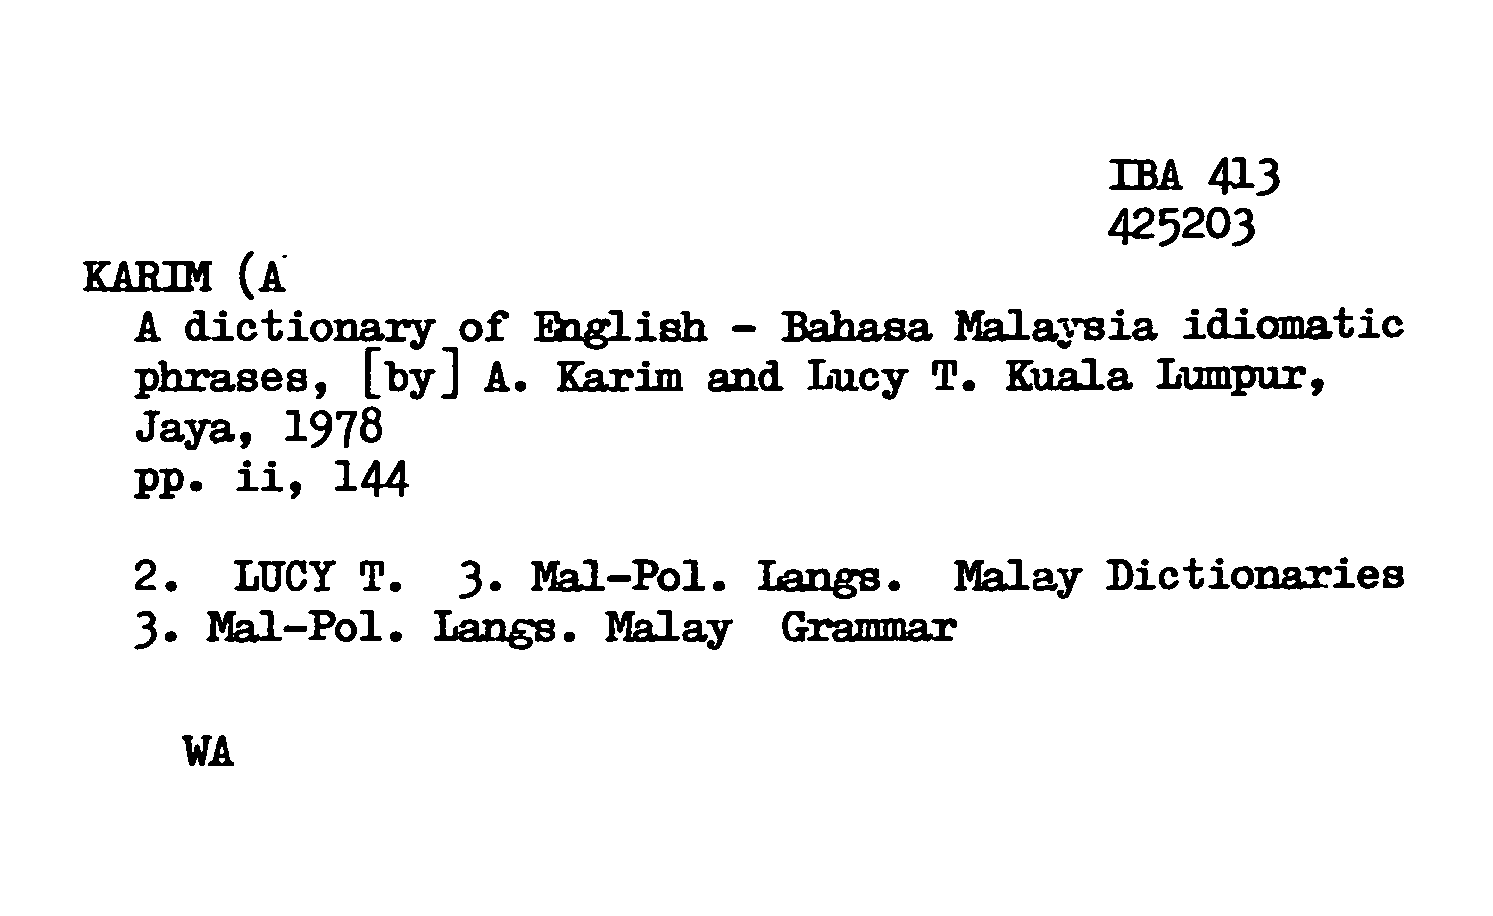 IBA 413
425203
KARIM (A
A dictionary of English - Bahasa Malaysia idiomatic
phrases, [by] A. Karim and Lucy T. Kuala Lumpur,
Jaya, 1978
pp. ii, 144
2. LUCY T. 3. Mal-Pol. Langs. Malay Dictionaries
3. Mal-Pol. Langs. Malay Grammar
WA